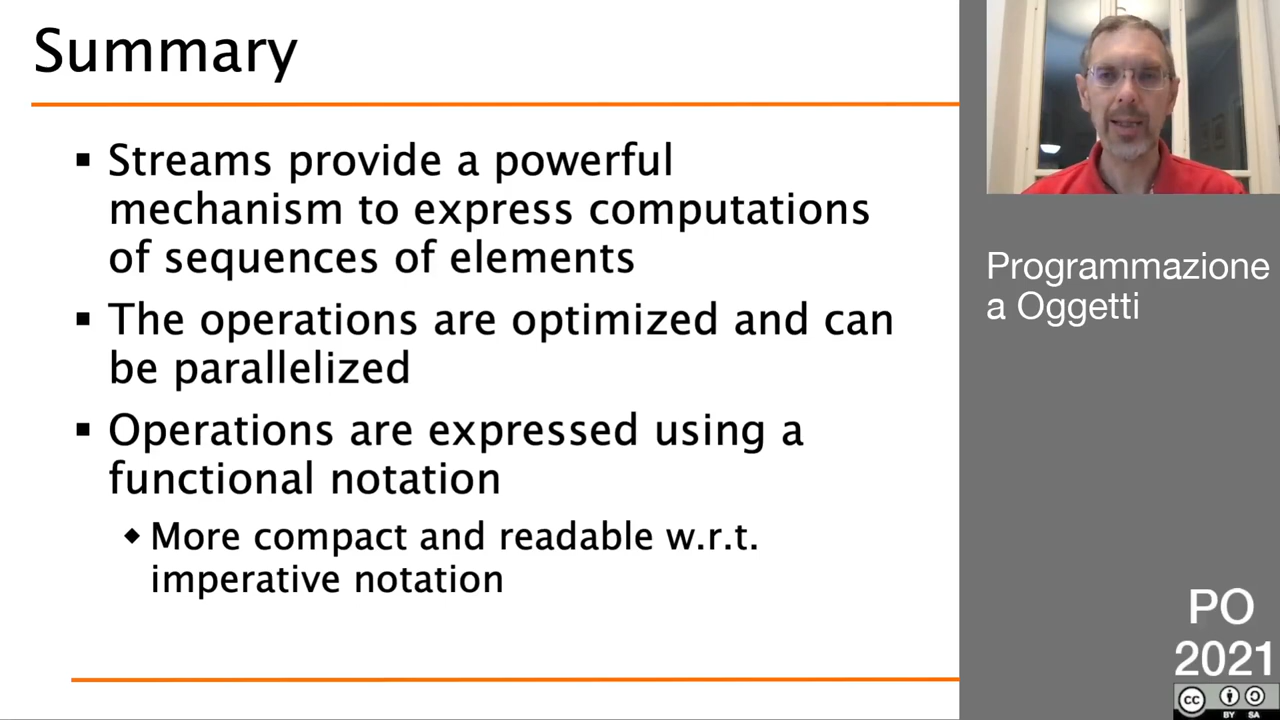 Summary
Streams provide a powerful
mechanism to express computations
of sequences of elements
The operations are optimized and can
be parallelized
Operations are expressed using a
functional notation
More compact and readable w.r.t.
imperative notation
Programmazione
a Oggetti
PO
2021
cc
BY SA